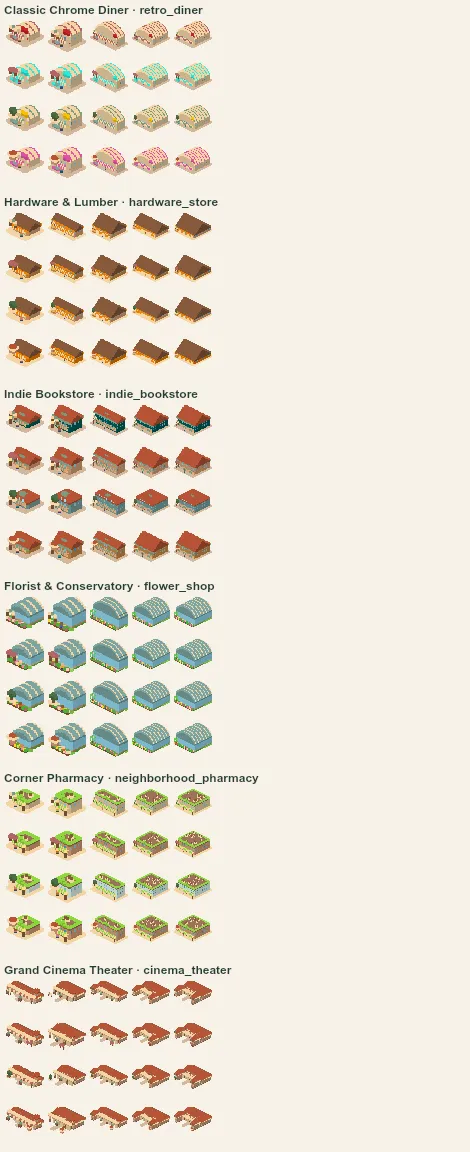 Classic Chrome Diner · retro_diner
Hardware & Lumber · hardware_store
Indie Bookstore · indie_bookstore
Florist & Conservatory · flower_shop
Corner Pharmacy · neighborhood_pharmacy
Grand Cinema Theater · cinema_theater